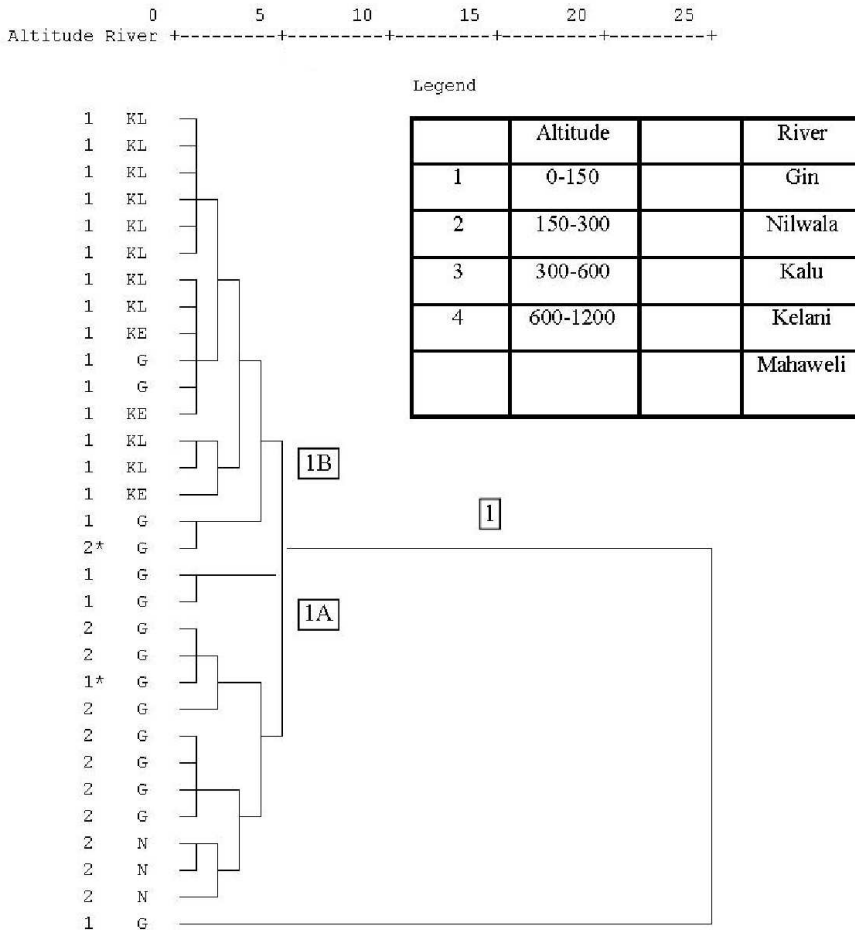 0 5 10 15 20 25
Altitude River +---------+---------+---------+---------+---------+
Legend
Altitude River
1 0-150 Gin
2 150-300 Nilwala
3 300-600 Kalu
4 600-1200 Kelani
Mahaweli
1 KL
1 KL
1 KL
1 KL
1 KL
1 KL
1 KL
1 KL
1 KE
1 G
1 G
1 KE
1 KL
1 KL
1 KE
1 G
2* G
1 G
1 G
2 G
2 G
1* G
2 G
2 G
2 G
2 G
2 G
2 N
2 N
2 N
1 G
1B
1
1A